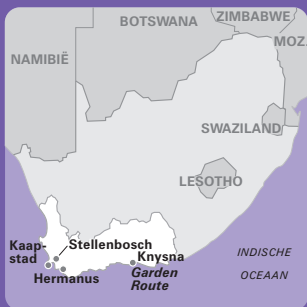 ZIMBABWE
BOTSWANA
MOZ
NAMIBIË
SWAZILAND
LESOTHO
Kaap-
stad
Stellenbosch
Knysna
Hermanus
Garden
Route
INDISCHE
OCEAAN